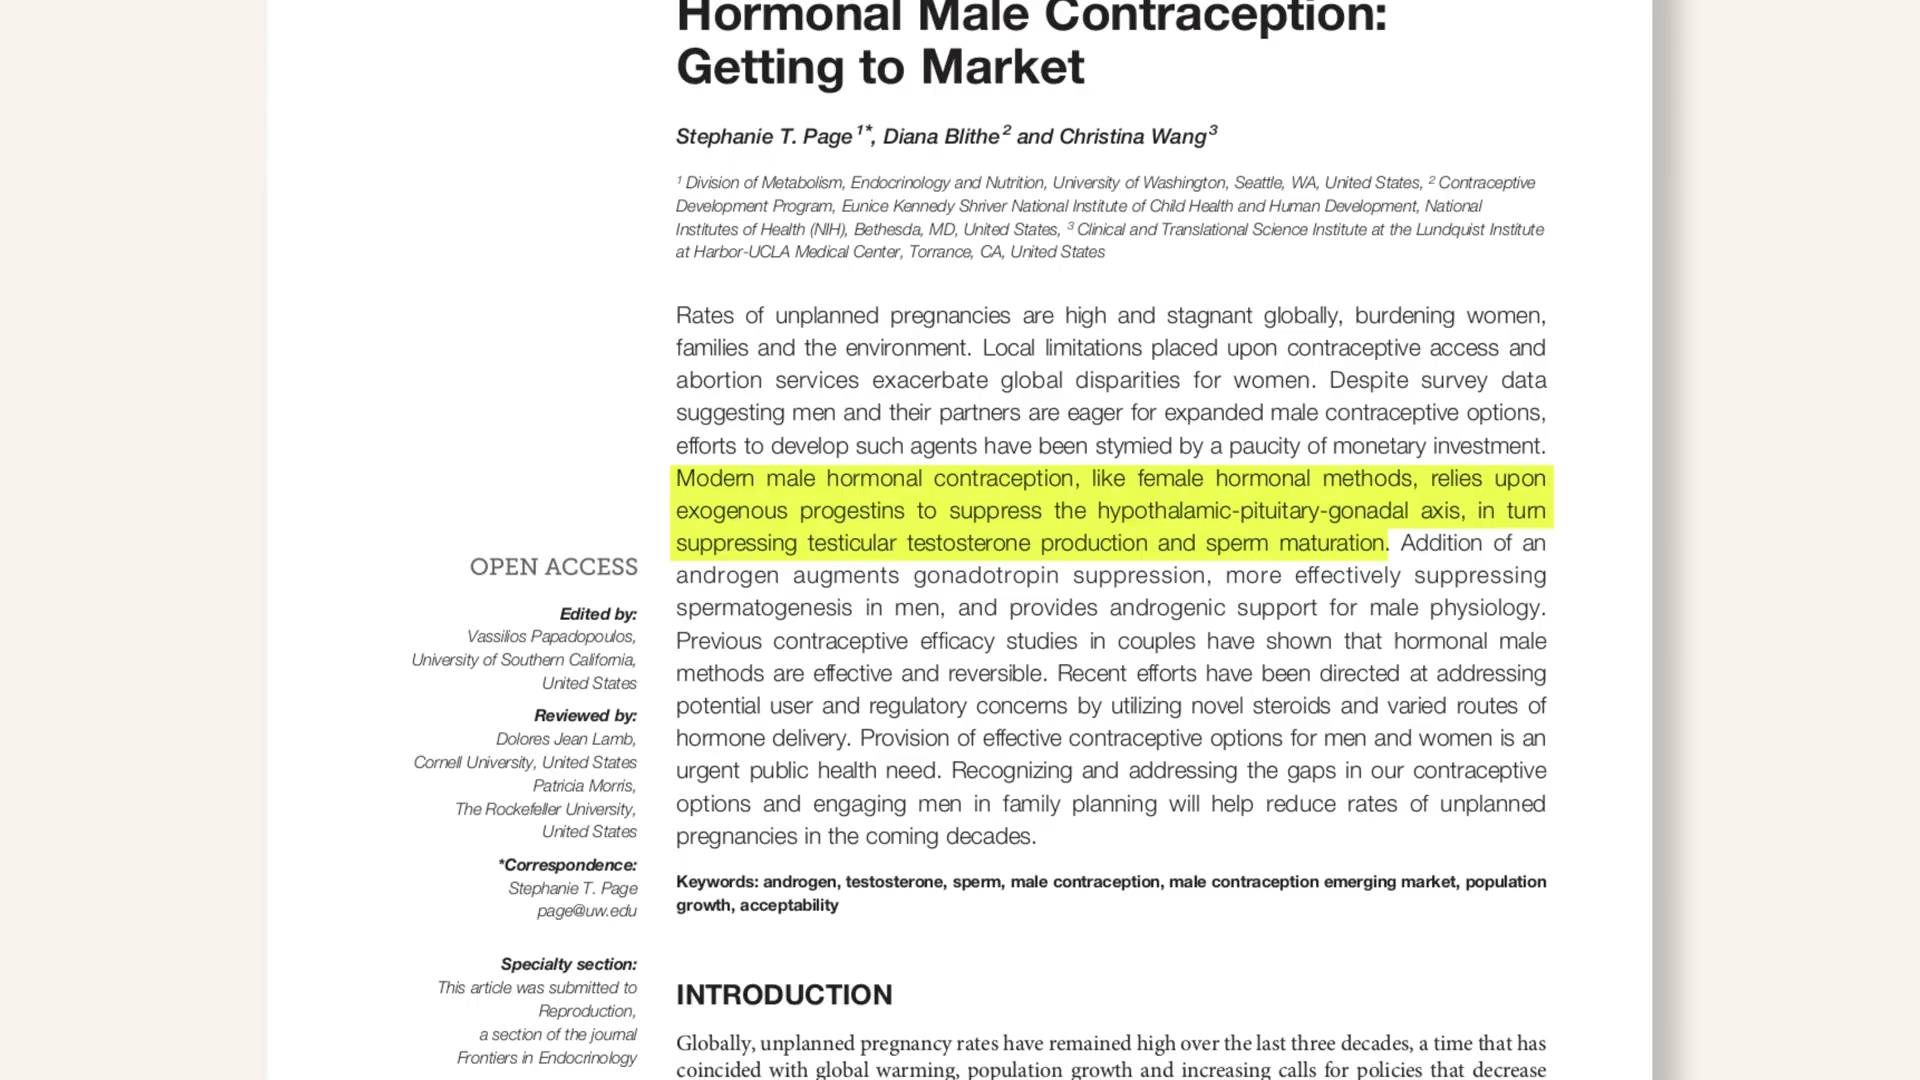 Hormonal Male Contraception:
Getting to Market
Stephanie T. Page 1*, Diana Blithe 2 and Christina Wang 3
1 Division of Metabolism, Endocrinology and Nutrition, University of Washington, Seattle, WA, United States, 2 Contraceptive
Development Program, Eunice Kennedy Shriver National Institute of Child Health and Human Development, National
Institutes of Health (NIH), Bethesda, MD, United States, 3 Clinical and Translational Science Institute at the Lundquist Institute
at Harbor-UCLA Medical Center, Torrance, CA, United States
Rates of unplanned pregnancies are high and stagnant globally, burdening women,
families and the environment. Local limitations placed upon contraceptive access and
abortion services exacerbate global disparities for women. Despite survey data
suggesting men and their partners are eager for expanded male contraceptive options,
efforts to develop such agents have been stymied by a paucity of monetary investment.
Modern male hormonal contraception, like female hormonal methods, relies upon
exogenous progestins to suppress the hypothalamic-pituitary-gonadal axis, in turn
suppressing testicular testosterone production and sperm maturation. Addition of an
androgen augments gonadotropin suppression, more effectively suppressing
spermatogenesis in men, and provides androgenic support for male physiology.
Previous contraceptive efficacy studies in couples have shown that hormonal male
methods are effective and reversible. Recent efforts have been directed at addressing
potential user and regulatory concerns by utilizing novel steroids and varied routes of
hormone delivery. Provision of effective contraceptive options for men and women is an
urgent public health need. Recognizing and addressing the gaps in our contraceptive
options and engaging men in family planning will help reduce rates of unplanned
pregnancies in the coming decades.
Keywords: androgen, testosterone, sperm, male contraception, male contraception emerging market, population
growth, acceptability
OPEN ACCESS
Edited by:
Vassilios Papadopoulos,
University of Southern California,
United States
Reviewed by:
Dolores Jean Lamb,
Cornell University, United States
Patricia Morris,
The Rockefeller University,
United States
*Correspondence:
Stephanie T. Page
page@uw.edu
Specialty section:
This article was submitted to
Reproduction,
a section of the journal
Frontiers in Endocrinology
INTRODUCTION
Globally, unplanned pregnancy rates have remained high over the last three decades, a time that has
coincided with global warming, population growth and increasing calls for policies that decrease